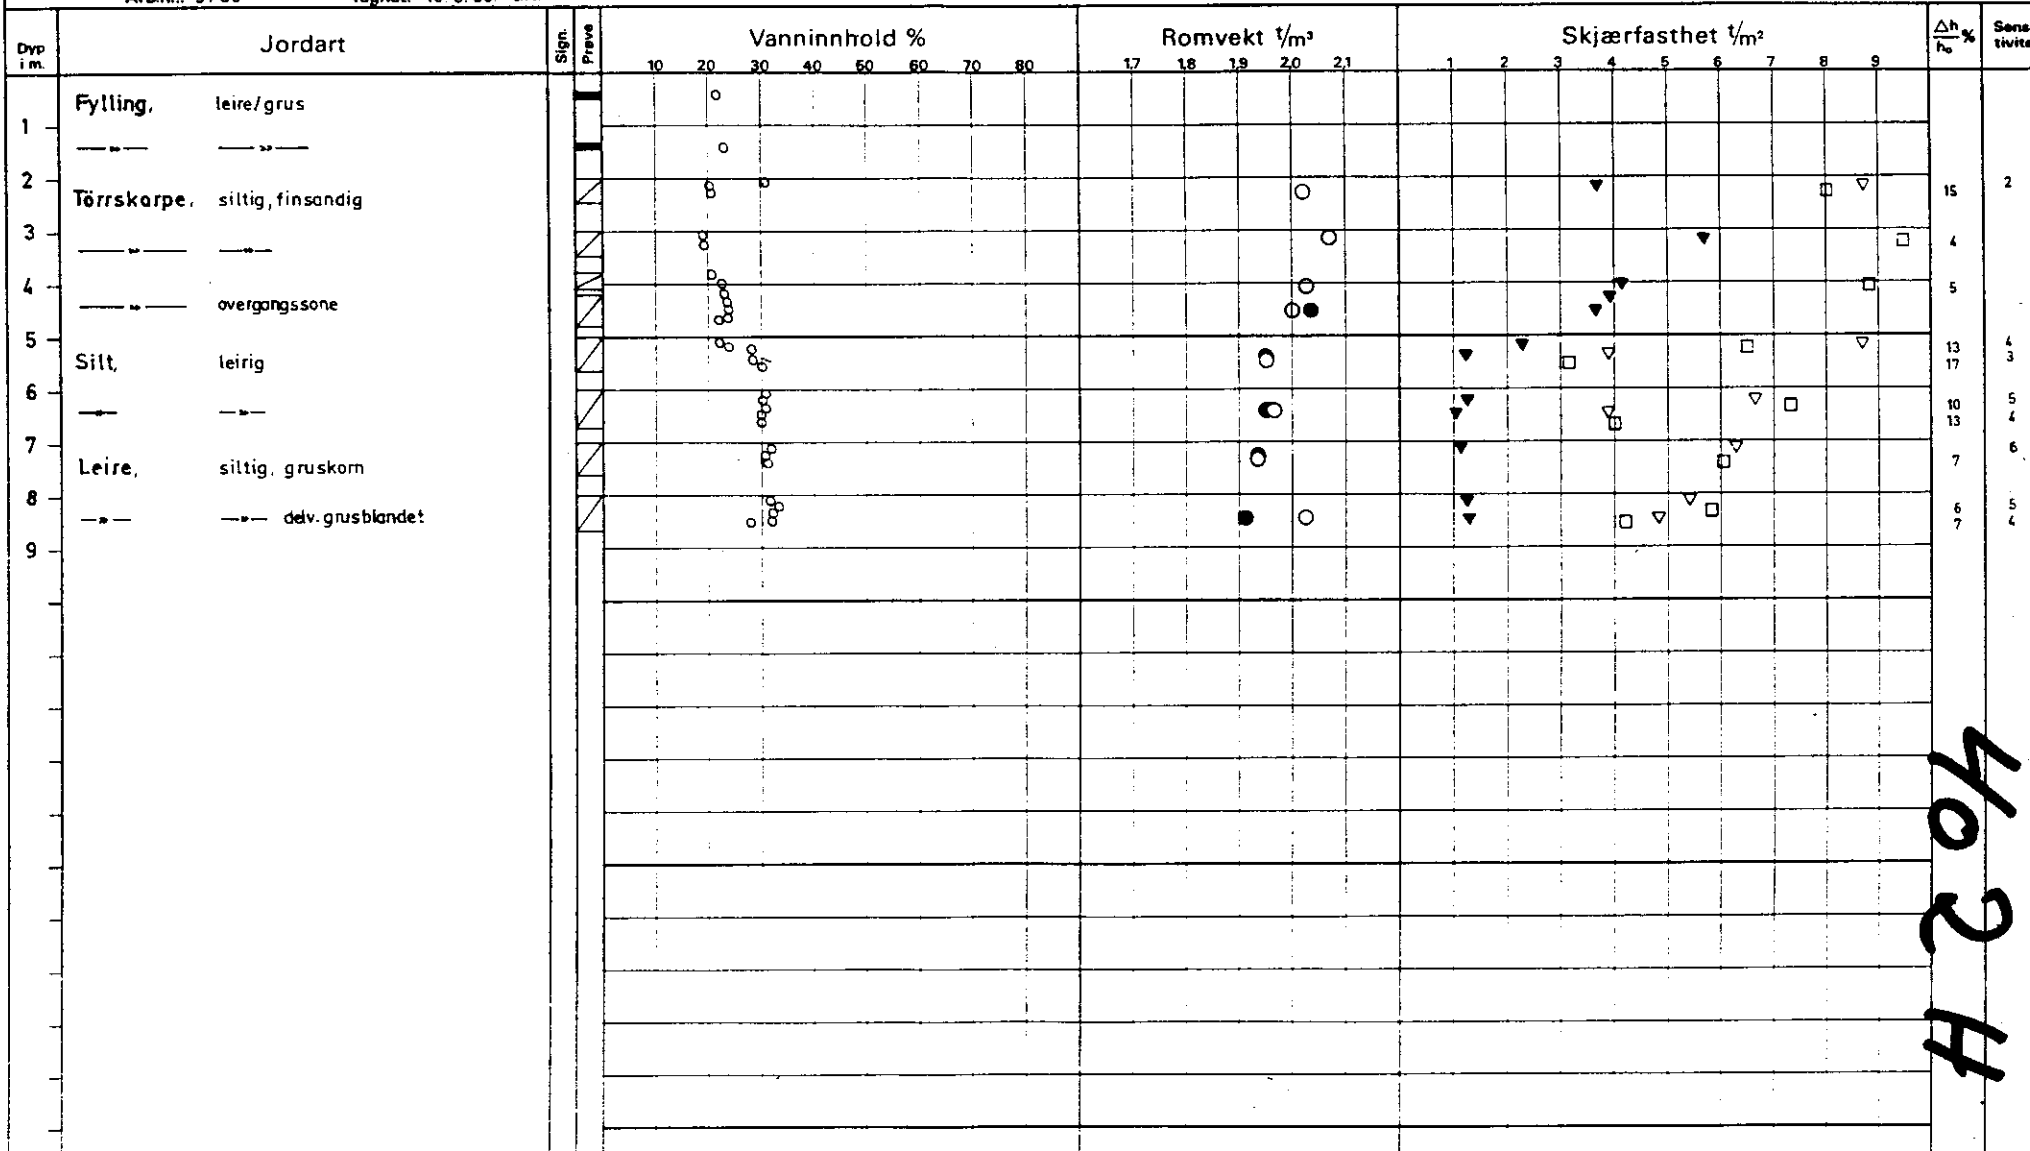 Dyp i m. Jordart Sign. Prøve Vanninnhold % Romvekt t/m³ Skjærfasthet t/m² Δh/h₀ %
10 20 30 40 50 60 70 80 1,7 1,8 1,9 2,0 2,1 1 2 3 4 5 6 7 8 9
Fylling, leire/grus
1
—»— —»—
2 15 2
Törrskorpe, siltig, finsandig
3
—»— —»— 4
4 5
—»— overgangssone
5 4
13 3
Silt, leirig 17
6 5
—»— —»— 10 4
13
7 6
Leire, siltig, gruskorn 7
8 5
—»— —»— delv. grusblandet 6 4
7
9
40 2 H